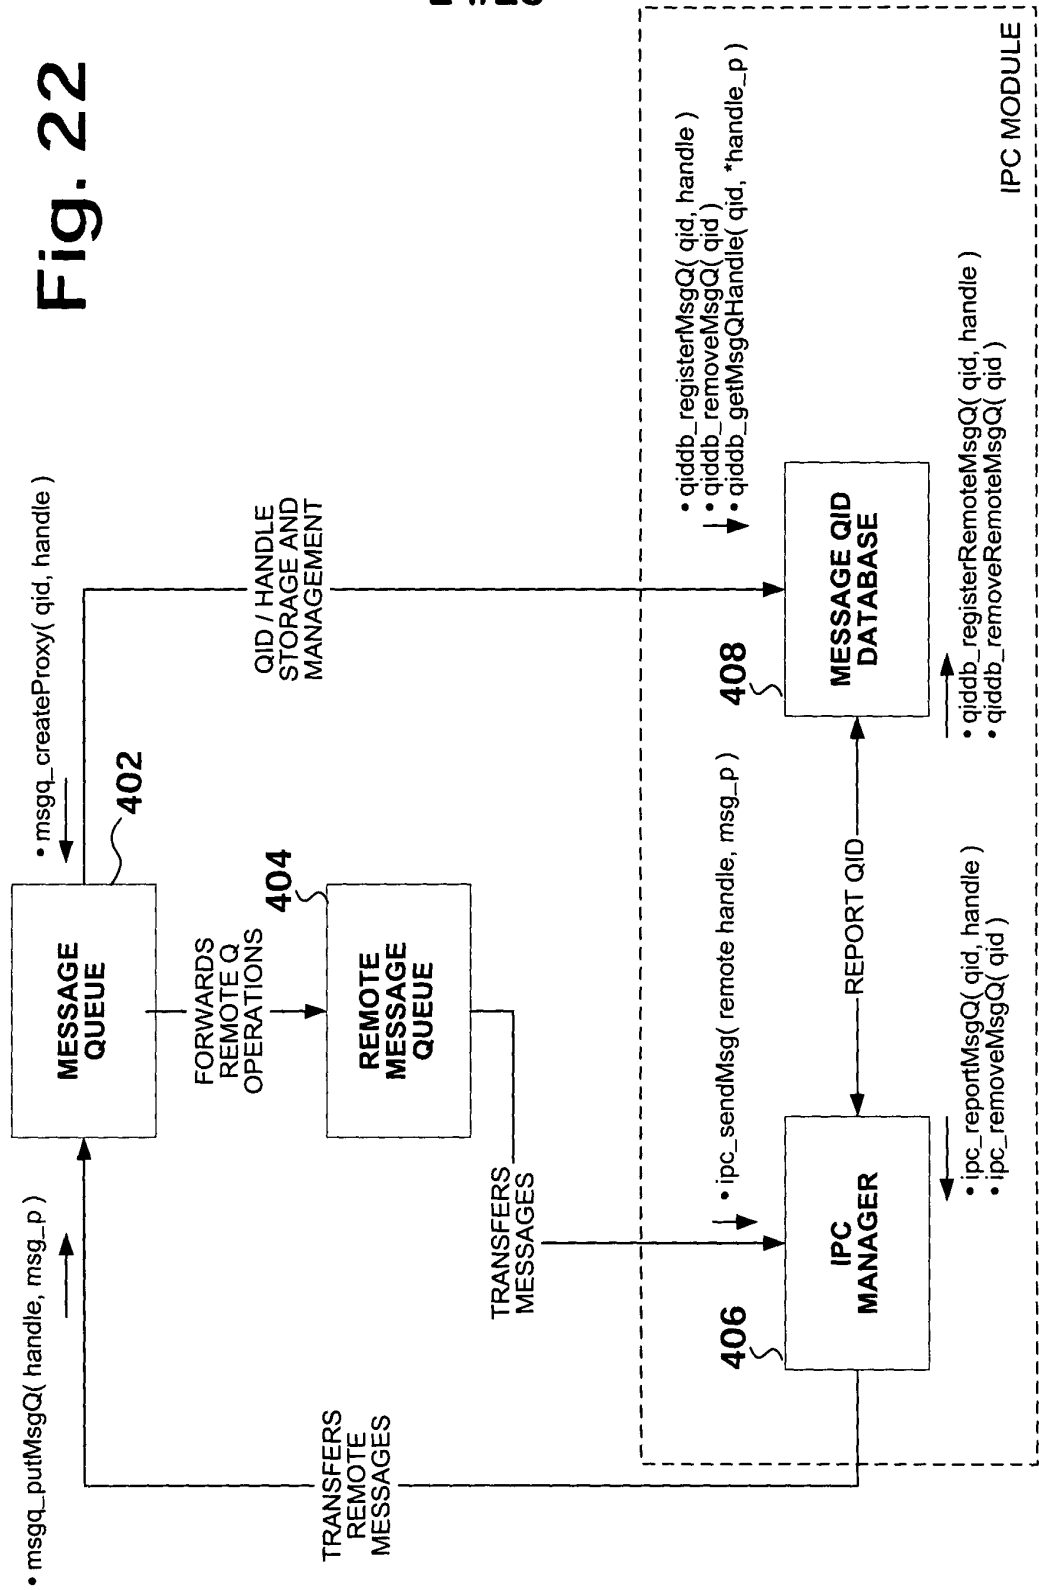 Fig. 22
• msgq_putMsgQ( handle, msg_p )
• msgq_createProxy( qid, handle )
MESSAGE
QUEUE
402
TRANSFERS
REMOTE
MESSAGES
FORWARDS
REMOTE Q
OPERATIONS
QID / HANDLE
STORAGE AND
MANAGEMENT
404
REMOTE
MESSAGE
QUEUE
TRANSFERS
MESSAGES
• ipc_sendMsg( remote handle, msg_p )
• qiddb_registerMsgQ( qid, handle )
• qiddb_removeMsgQ( qid )
• qiddb_getMsgQHandle( qid, *handle_p )
406
IPC
MANAGER
REPORT QID
408
MESSAGE QID
DATABASE
• ipc_reportMsgQ( qid, handle )
• ipc_removeMsgQ( qid )
• qiddb_registerRemoteMsgQ( qid, handle )
• qiddb_removeRemoteMsgQ( qid )
IPC MODULE